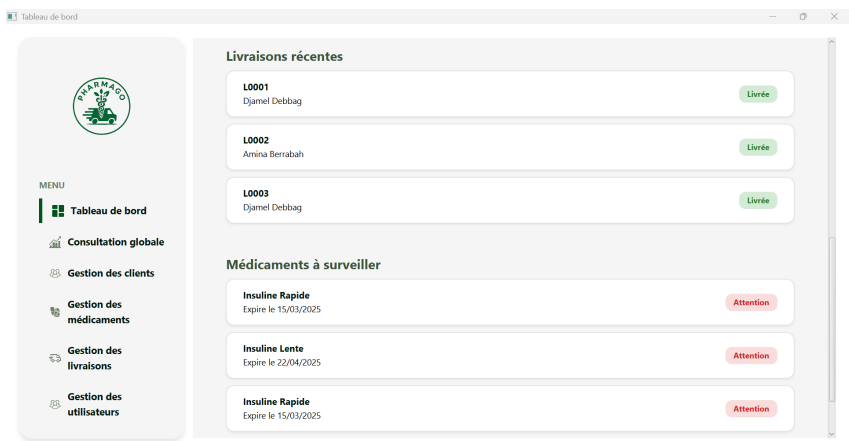 Tableau de bord
PHARMAGO
MENU
Tableau de bord
Consultation globale
Gestion des clients
Gestion des
médicaments
Gestion des
livraisons
Gestion des
utilisateurs
Livraisons récentes
L0001
Djamel Debbag
Livrée
L0002
Amina Berrabah
Livrée
L0003
Djamel Debbag
Livrée
Médicaments à surveiller
Insuline Rapide
Expire le 15/03/2025
Attention
Insuline Lente
Expire le 22/04/2025
Attention
Insuline Rapide
Expire le 15/03/2025
Attention